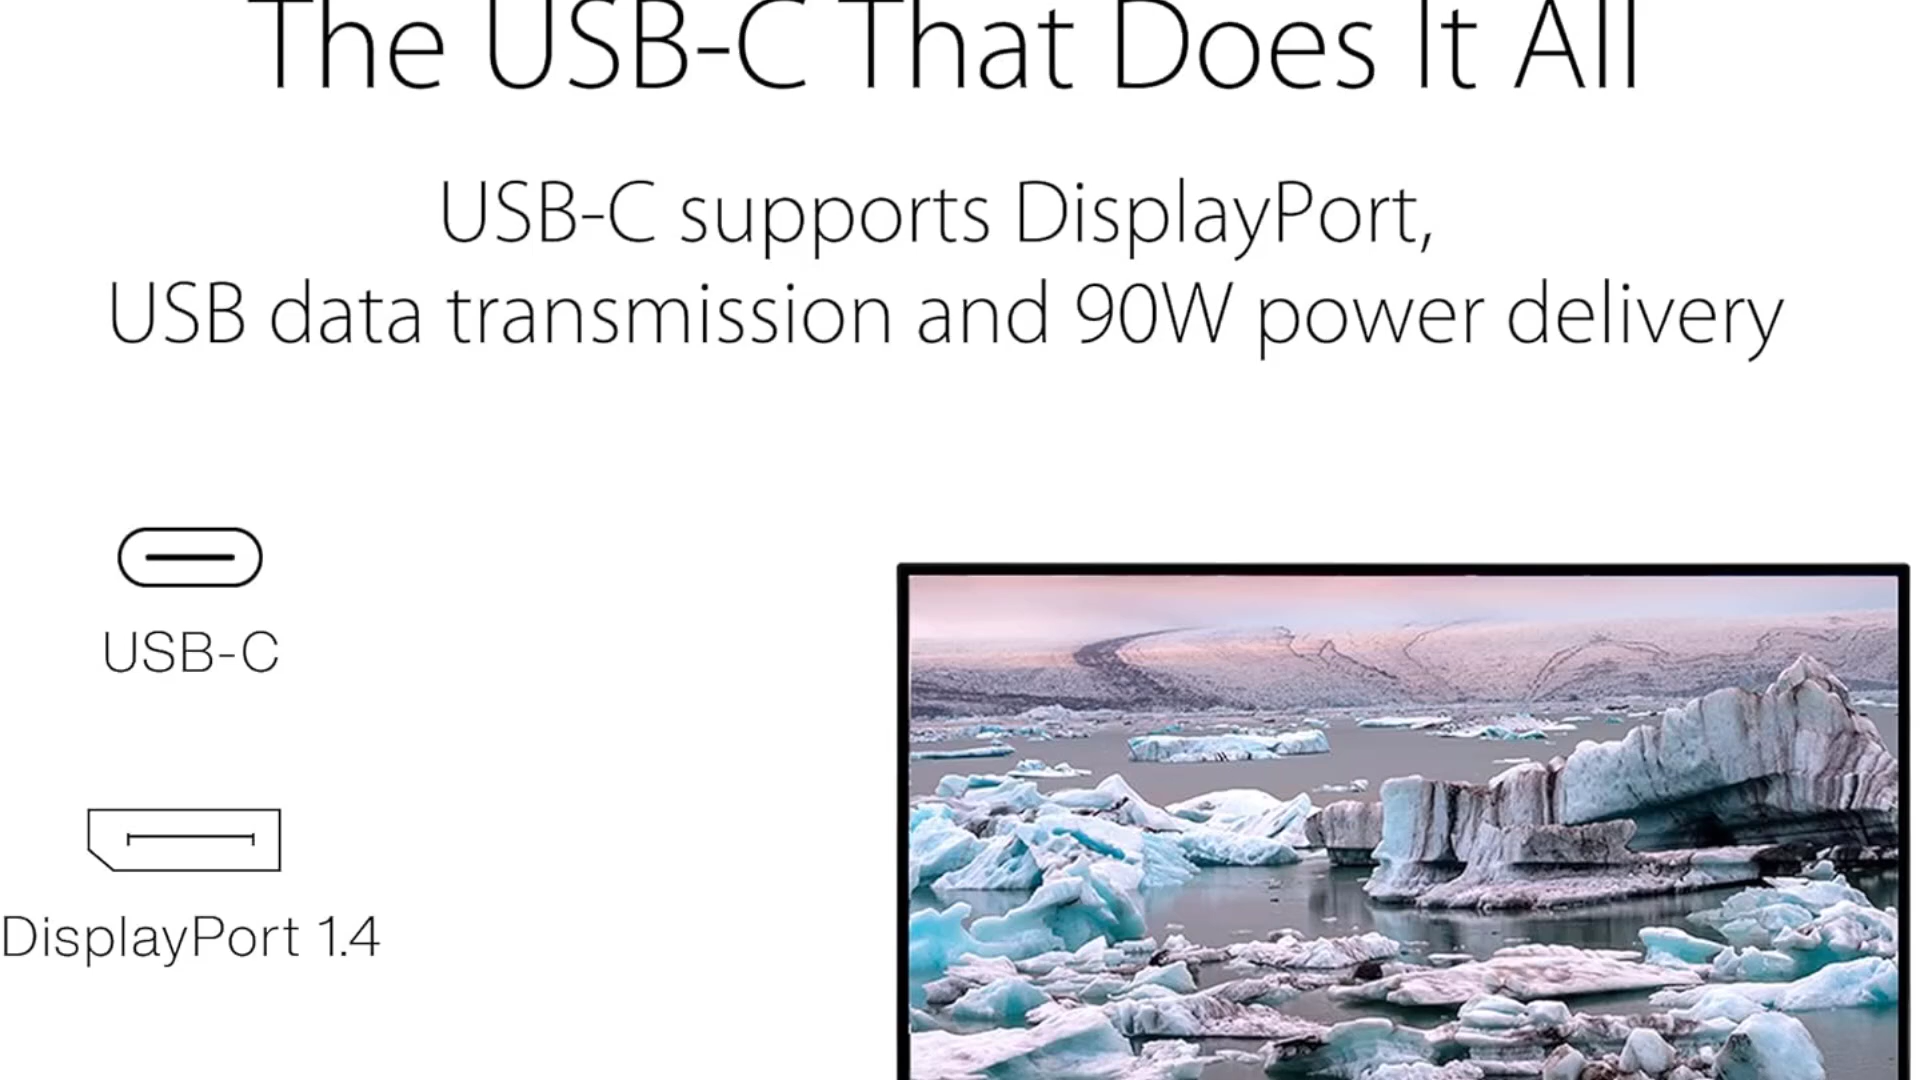 The USB-C That Does It All
USB-C supports DisplayPort,
USB data transmission and 90W power delivery
USB-C
DisplayPort 1.4